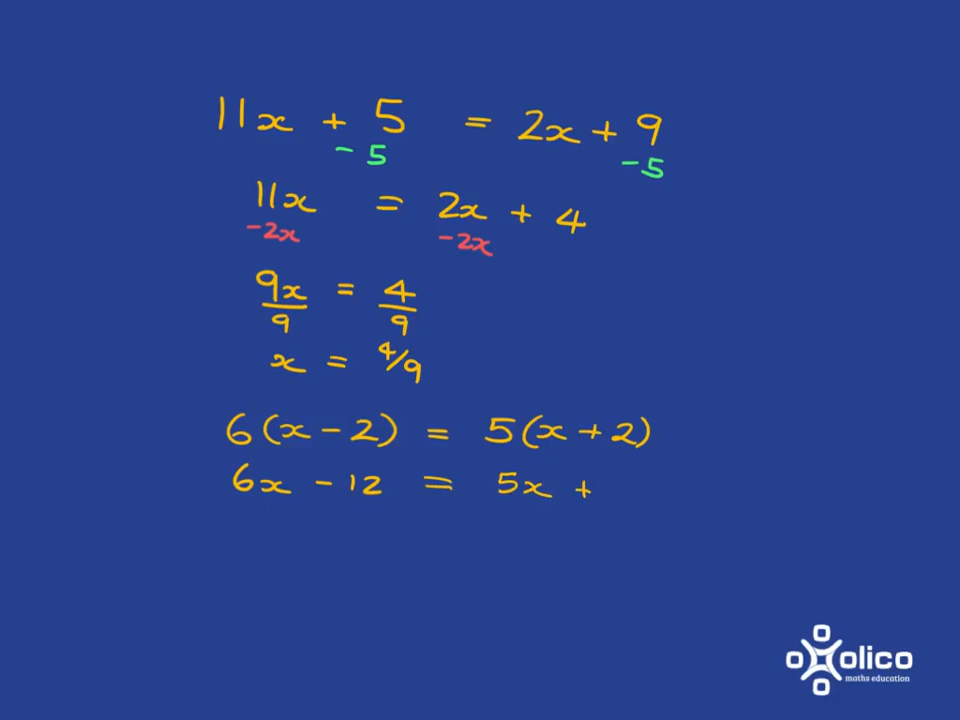 11x + 5 = 2x + 9
- 5 -5
11x = 2x + 4
-2x -2x
9x/9 = 4/9
x = 4/9
6(x - 2) = 5(x + 2)
6x - 12 = 5x +
olico
maths education